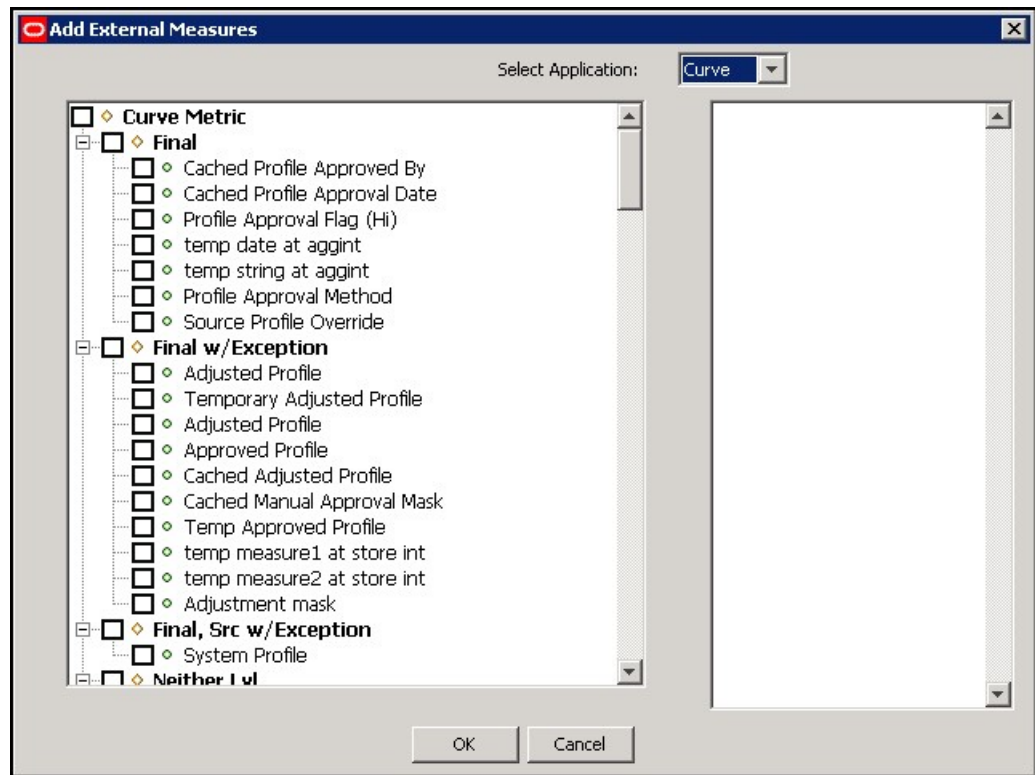 Add External Measures
Select Application: Curve
Curve Metric
Final
Cached Profile Approved By
Cached Profile Approval Date
Profile Approval Flag (Hi)
temp date at aggint
temp string at aggint
Profile Approval Method
Source Profile Override
Final w/Exception
Adjusted Profile
Temporary Adjusted Profile
Adjusted Profile
Approved Profile
Cached Adjusted Profile
Cached Manual Approval Mask
Temp Approved Profile
temp measure1 at store int
temp measure2 at store int
Adjustment mask
Final, Src w/Exception
System Profile
Neither Lvl
OK Cancel